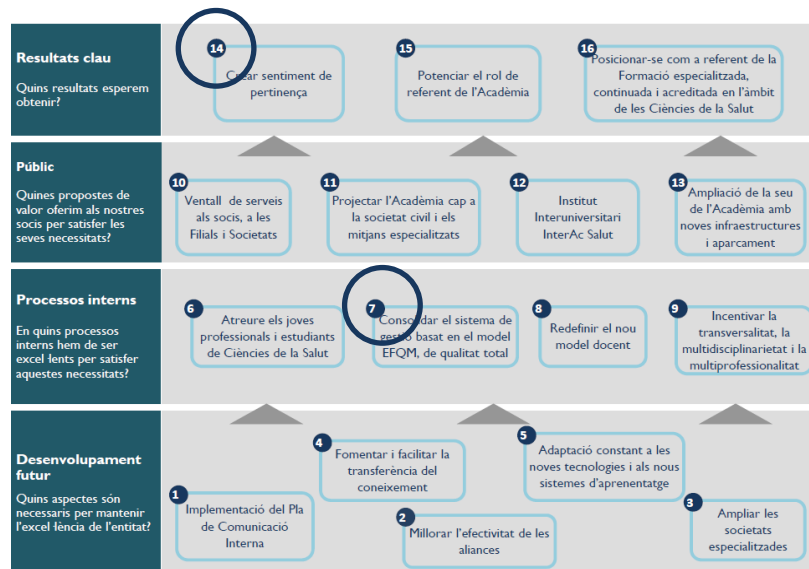 Resultats clau
Quins resultats esperem
obtenir?
14
Crear sentiment de
pertinença
15
Potenciar el rol de
referent de l'Acadèmia
16
Posicionar-se com a referent de la
Formació especialitzada,
continuada i acreditada en l'àmbit
de les Ciències de la Salut
Públic
Quines propostes de
valor oferim als nostres
socis per satisfer les
seves necessitats?
10
Ventall de serveis
als socis, a les
Filials i Societats
11
Projectar l'Acadèmia cap a
la societat civil i els
mitjans especialitzats
12
Institut
Interuniversitari
InterAc Salut
13
Ampliació de la seu
de l'Acadèmia amb
noves infraestructures
i aparcament
Processos interns
En quins processos
interns hem de ser
excel·lents per satisfer
aquestes necessitats?
6
Atreure els joves
professionals i estudiants
de Ciències de la Salut
7
Consolidar el sistema de
gestió basat en el model
EFQM, de qualitat total
8
Redefinir el nou
model docent
9
Incentivar la
transversalitat, la
multidisciplinarietat i la
multiprofessionalitat
Desenvolupament
futur
Quins aspectes són
necessaris per mantenir
l'excel·lència de l'entitat?
1
Implementació del Pla
de Comunicació
Interna
4
Fomentar i facilitar la
transferència del
coneixement
2
Millorar l'efectivitat de les
aliances
5
Adaptació constant a les
noves tecnologies i als nous
sistemes d'aprenentatge
3
Ampliar les
societats
especialitzades